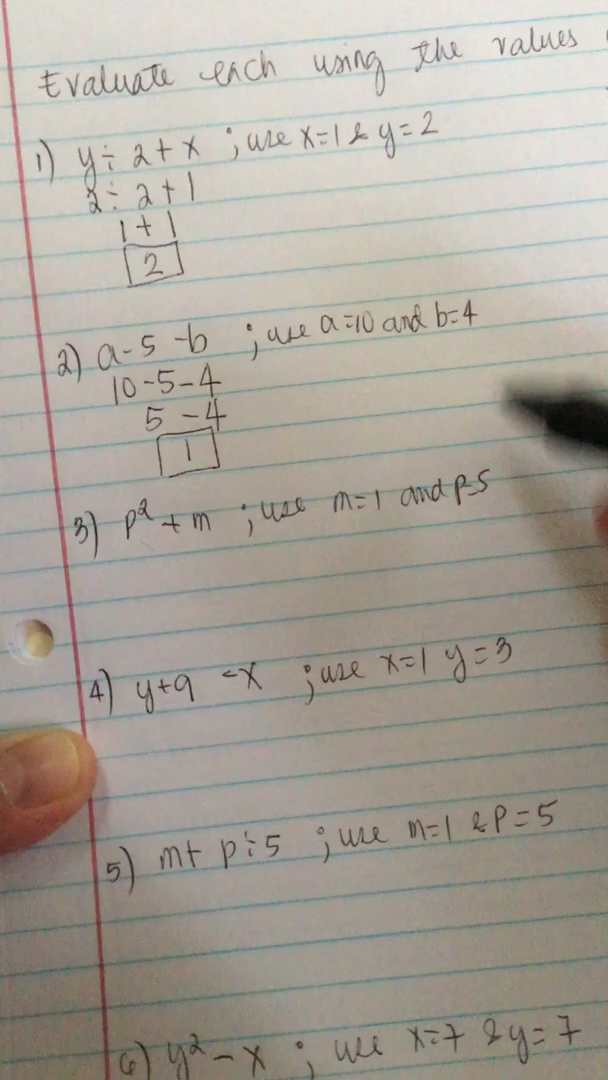 Evaluate each using the values
1) y ÷ 2 + x ; use x=1 & y=2
2 ÷ 2 + 1
1 + 1
2
2) a - 5 - b ; use a=10 and b=4
10 - 5 - 4
5 - 4
1
3) p² + m ; use m=1 and p=5
4) y + 9 - x ; use x=1 y=3
5) m + p ÷ 5 ; use m=1 & p=5
6) y² - x ; use x=7 & y=7